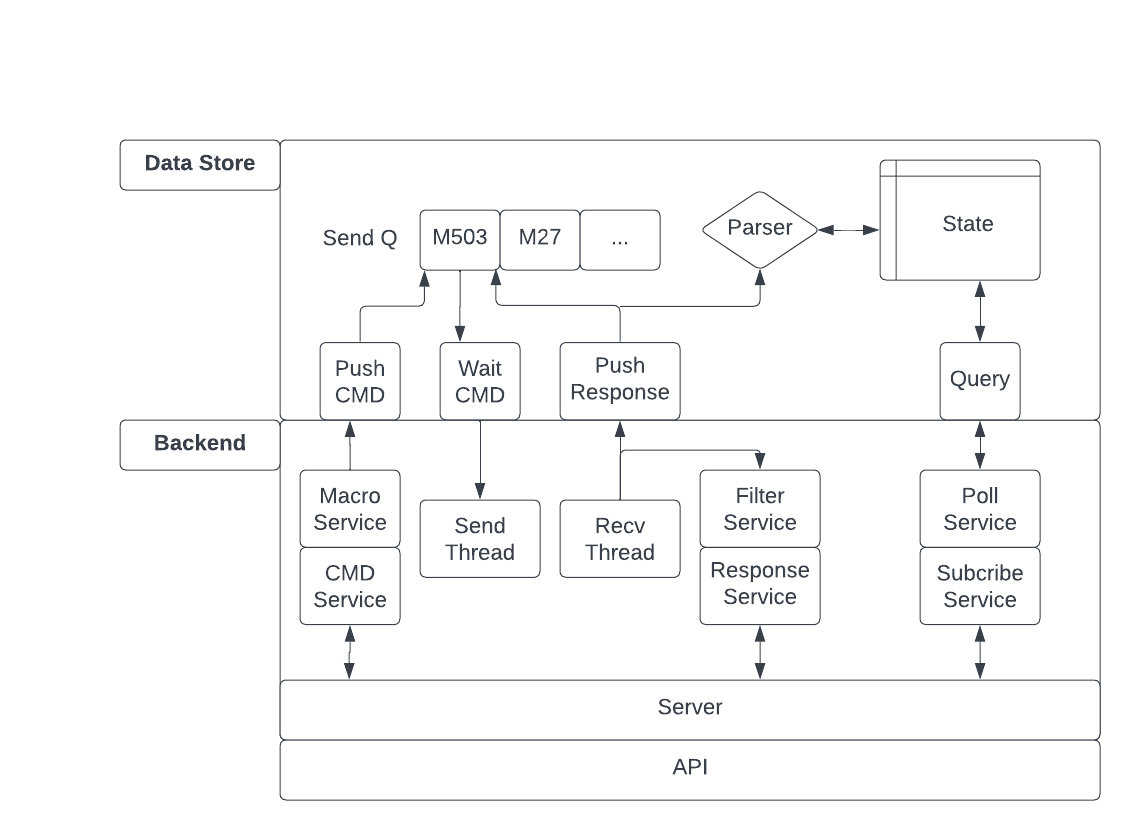 Data Store
Send Q
M503
M27
...
Parser
State
Push
CMD
Wait
CMD
Push
Response
Query
Backend
Macro
Service
CMD
Service
Send
Thread
Recv
Thread
Filter
Service
Response
Service
Poll
Service
Subcribe
Service
Server
API